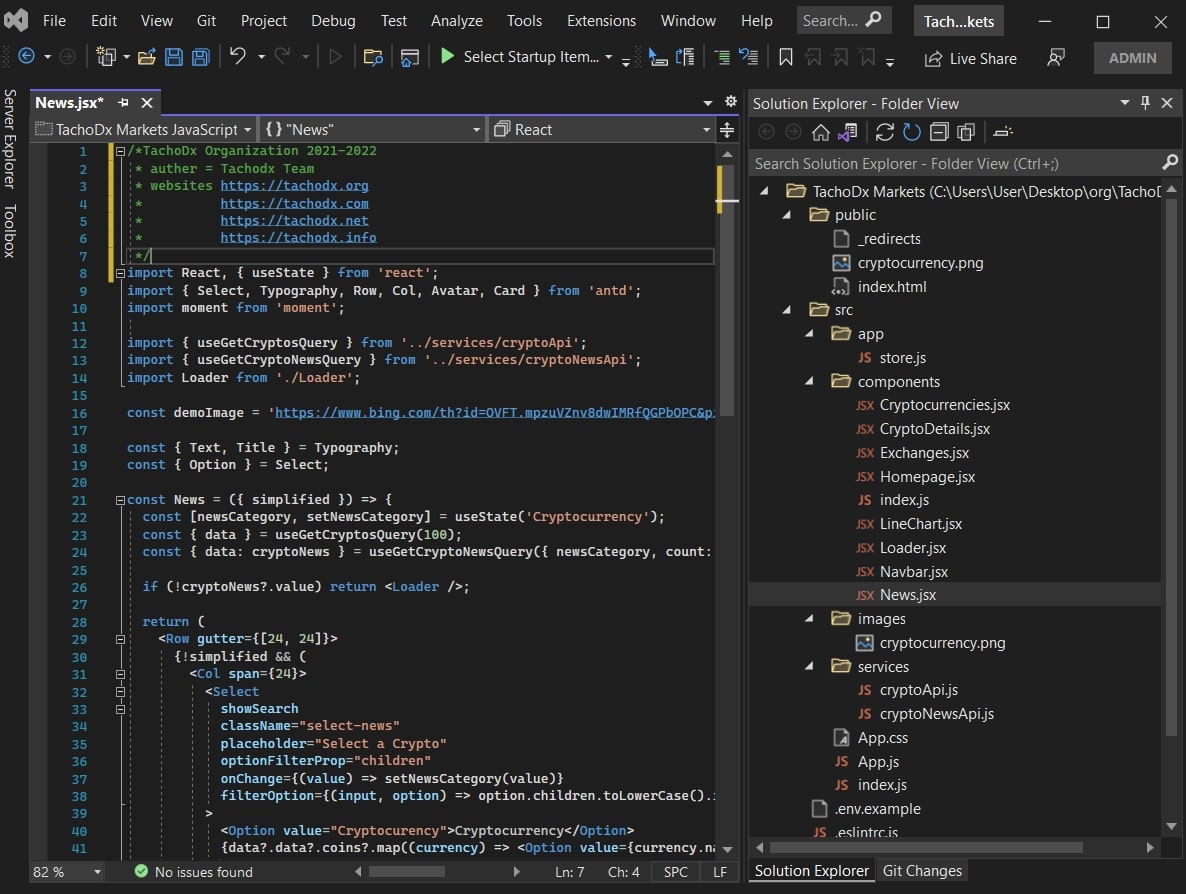 File Edit View Git Project Debug Test Analyze Tools Extensions Window Help Search... Tach...kets
Select Startup Item... Live Share ADMIN
Server Explorer
Toolbox
News.jsx*
TachoDx Markets JavaScript {} "News" React
1 /*TachoDx Organization 2021-2022
2 * auther = Tachodx Team
3 * websites https://tachodx.org
4 * https://tachodx.com
5 * https://tachodx.net
6 * https://tachodx.info
7 */
8 import React, { useState } from 'react';
9 import { Select, Typography, Row, Col, Avatar, Card } from 'antd';
10 import moment from 'moment';
11
12 import { useGetCryptosQuery } from '../services/cryptoApi';
13 import { useGetCryptoNewsQuery } from '../services/cryptoNewsApi';
14 import Loader from './Loader';
15
16 const demoImage = 'https://www.bing.com/th?id=OVFT.mpzuVZnv8dwIMRfQGPbOPC&p
17
18 const { Text, Title } = Typography;
19 const { Option } = Select;
20
21 const News = ({ simplified }) => {
22 const [newsCategory, setNewsCategory] = useState('Cryptocurrency');
23 const { data } = useGetCryptosQuery(100);
24 const { data: cryptoNews } = useGetCryptoNewsQuery({ newsCategory, count:
25
26 if (!cryptoNews?.value) return <Loader />;
27
28 return (
29 <Row gutter={[24, 24]}>
30 {!simplified && (
31 <Col span={24}>
32 <Select
33 showSearch
34 className="select-news"
35 placeholder="Select a Crypto"
36 optionFilterProp="children"
37 onChange={(value) => setNewsCategory(value)}
38 filterOption={(input, option) => option.children.toLowerCase().
39 >
40 <Option value="Cryptocurency">Cryptocurrency</Option>
41 {data?.data?.coins?.map((currency) => <Option value={currency.na
82 % No issues found Ln: 7 Ch: 4 SPC LF
Solution Explorer - Folder View
Search Solution Explorer - Folder View (Ctrl+;)
TachoDx Markets (C:\Users\User\Desktop\org\TachoD
public
_redirects
cryptocurrency.png
index.html
src
app
JS store.js
components
JSX Cryptocurrencies.jsx
JSX CryptoDetails.jsx
JSX Exchanges.jsx
JSX Homepage.jsx
JS index.js
JSX LineChart.jsx
JSX Loader.jsx
JSX Navbar.jsx
JSX News.jsx
images
cryptocurrency.png
services
JS cryptoApi.js
JS cryptoNewsApi.js
App.css
JS App.js
JS index.js
.env.example
JS .eslintrc.js
Solution Explorer Git Changes